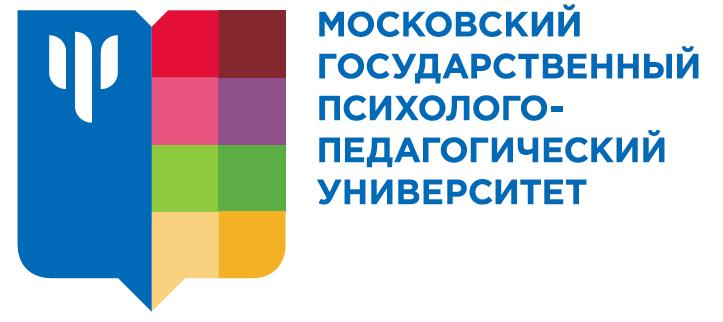 МОСКОВСКИЙ
ГОСУДАРСТВЕННЫЙ
ПСИХОЛОГО-
ПЕДАГОГИЧЕСКИЙ
УНИВЕРСИТЕТ